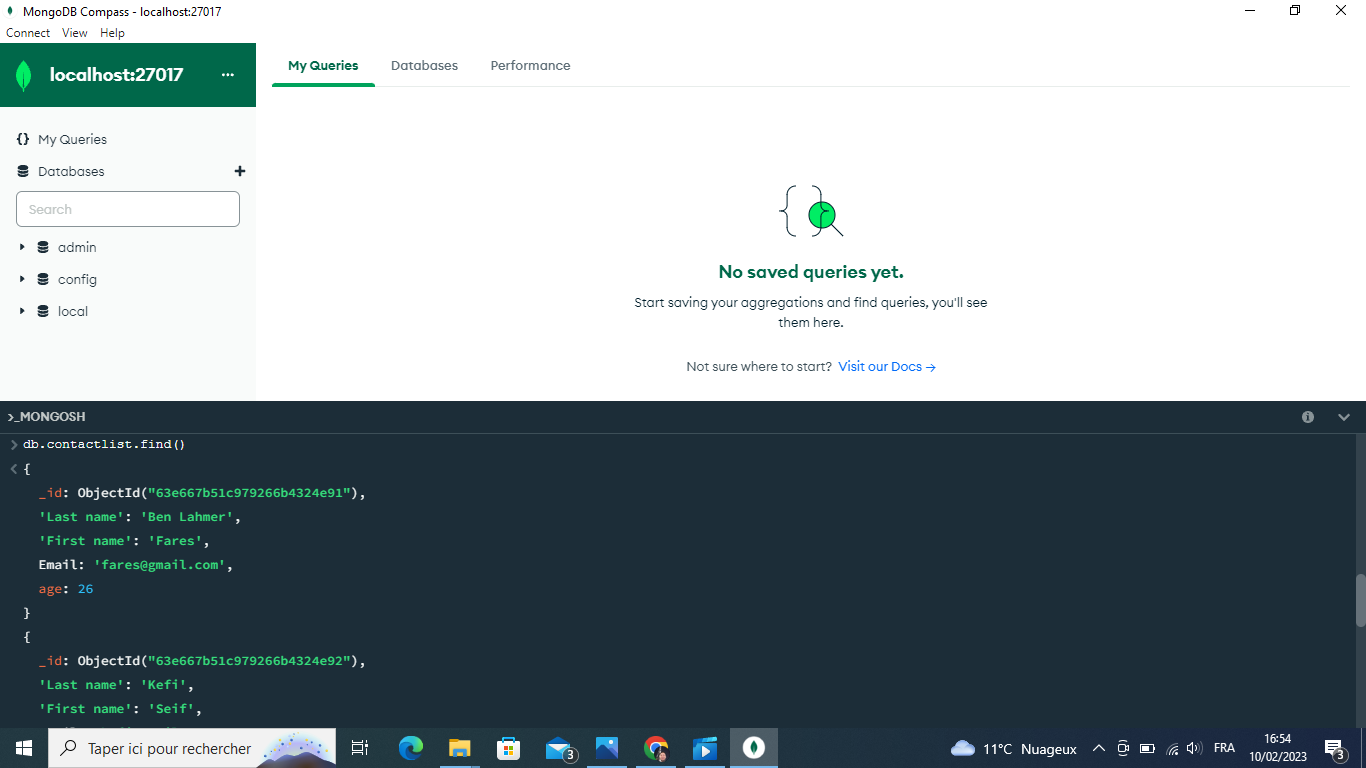 MongoDB Compass - localhost:27017
Connect View Help
localhost:27017 ...
My Queries Databases Performance
{} My Queries
Databases +
Search
admin
config
local
No saved queries yet.
Start saving your aggregations and find queries, you'll see
them here.
Not sure where to start? Visit our Docs →
>_MONGOSH
> db.contactlist.find()
< {
_id: ObjectId("63e667b51c979266b4324e91"),
'Last name': 'Ben Lahmer',
'First name': 'Fares',
Email: 'fares@gmail.com',
age: 26
}
{
_id: ObjectId("63e667b51c979266b4324e92"),
'Last name': 'Kefi',
'First name': 'Seif',
Taper ici pour rechercher
3
11°C Nuageux
FRA
16:54
10/02/2023
3